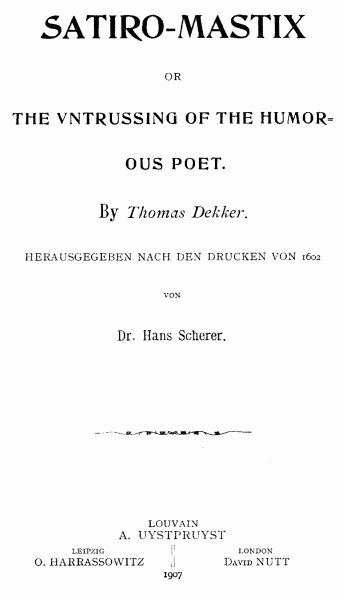 SATIRO-MASTIX
OR
THE VNTRUSSING OF THE HUMOR=
OUS POET.
By Thomas Dekker.
HERAUSGEGEBEN NACH DEN DRUCKEN VON 1602
VON
Dr. Hans Scherer.
LOUVAIN
A. UYSTPRUYST
LEIPZIG LONDON
O. HARRASSOWITZ DAVID NUTT
1907